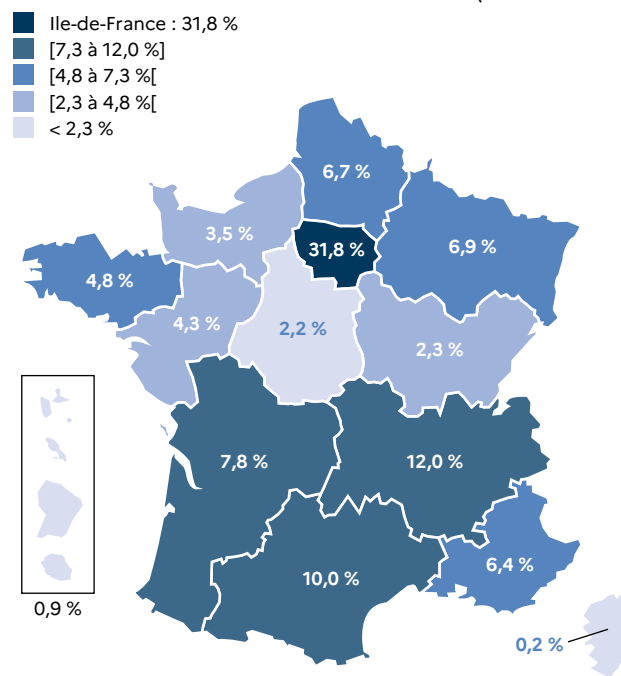 Ile-de-France : 31,8 %
[7,3 à 12,0 %]
[4,8 à 7,3 %[
[2,3 à 4,8 %[
< 2,3 %
6,7 %
3,5 %
31,8 %
6,9 %
4,8 %
4,3 %
2,2 %
2,3 %
7,8 %
12,0 %
10,0 %
6,4 %
0,9 %
0,2 %